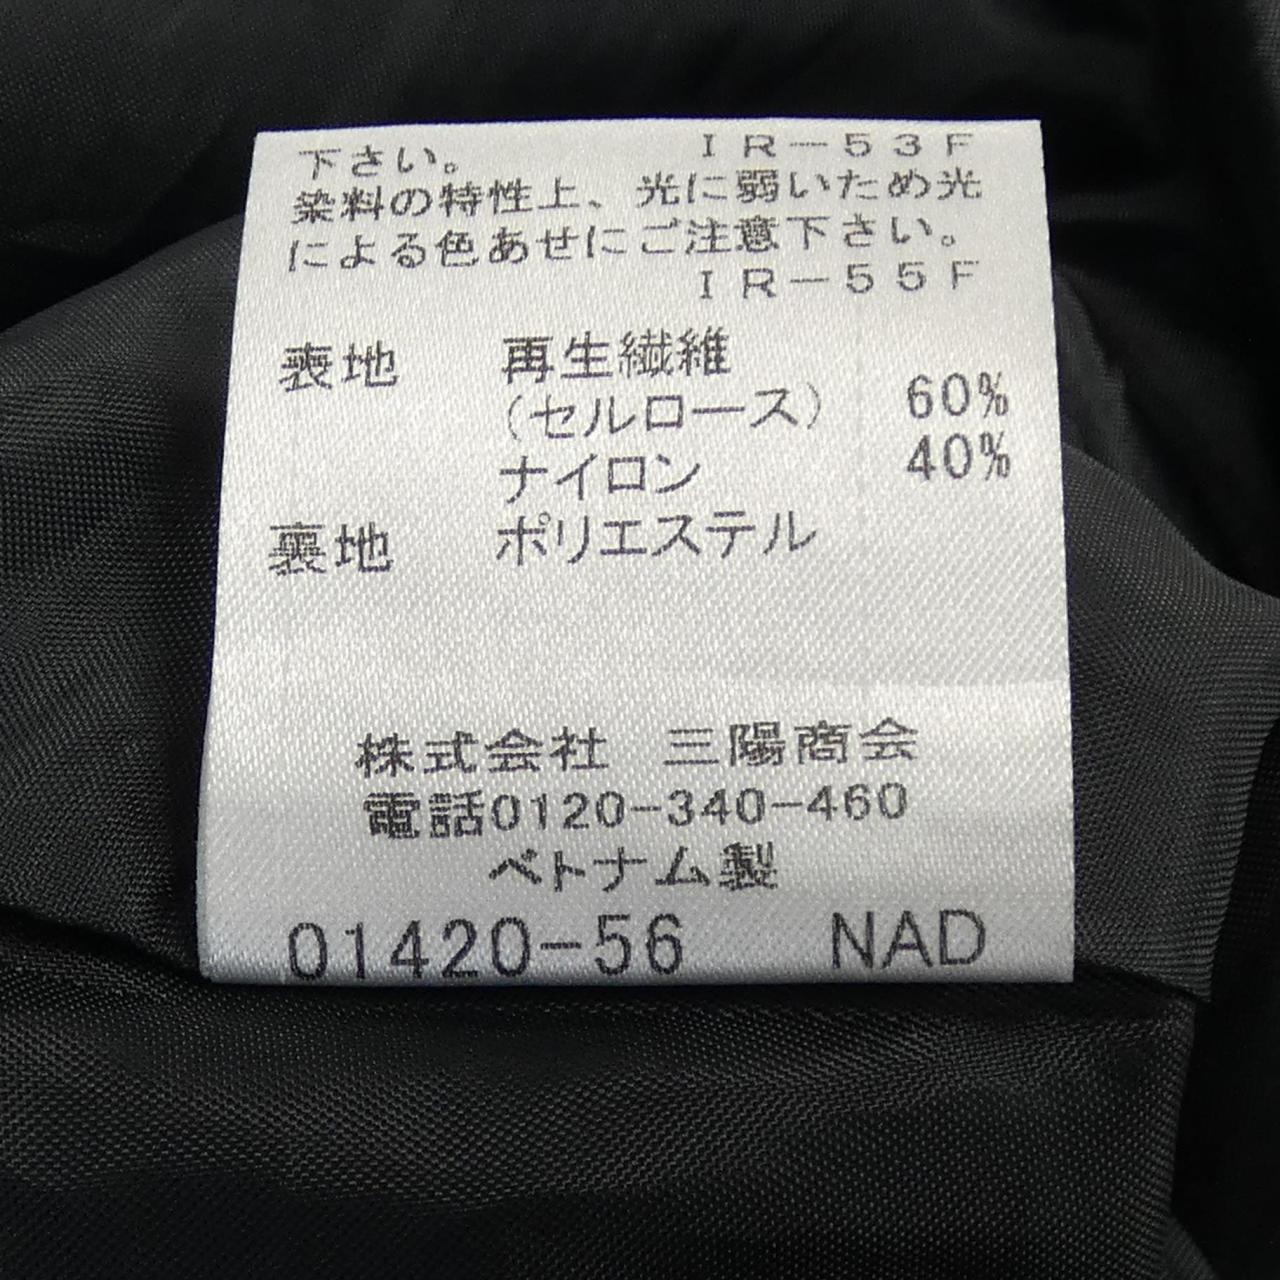 下さい。 IR-53F
染料の特性上、光に弱いため光
による色あせにご注意下さい。
IR-55F
表地 再生繊維
(セルロース) 60%
ナイロン 40%
裏地 ポリエステル
株式会社 三陽商会
電話0120-340-460
ベトナム製
01420-56 NAD